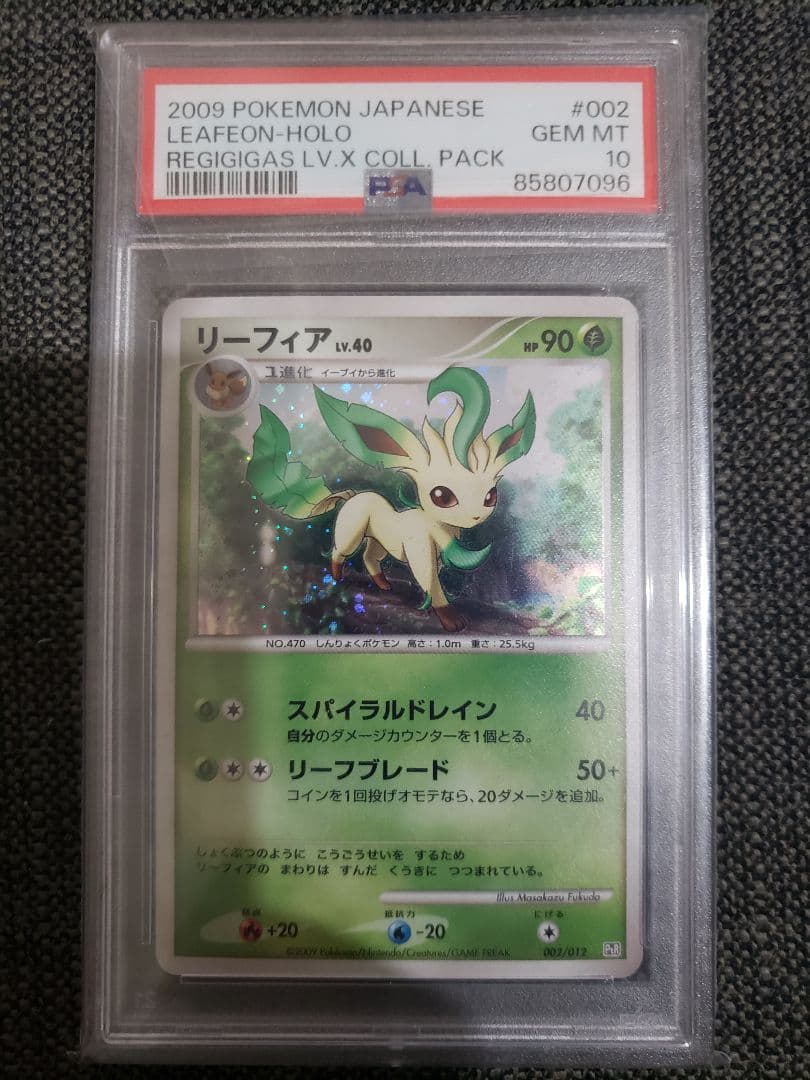 2009 POKEMON JAPANESE #002
LEAFEON-HOLO GEM MT
REGIGIGAS LV.X COLL. PACK 10
PSA 85807096
リーフィア LV.40 HP 90
1進化 イーブイから進化
NO.470 しんりょくポケモン 高さ:1.0m 重さ:25.5kg
スパイラルドレイン 40
自分のダメージカウンターを1個とる。
リーフブレード 50+
コインを1回投げオモテなら、20ダメージを追加。
しょくぶつのように こうごうせいを するため
リーフィアの まわりは すんだ くうきに つつまれている。
Illus. Masakazu Fukuda
弱点 抵抗力 にげる
+20 -20
©2009 Pokémon/Nintendo/Creatures/GAME FREAK 002/012 PtR